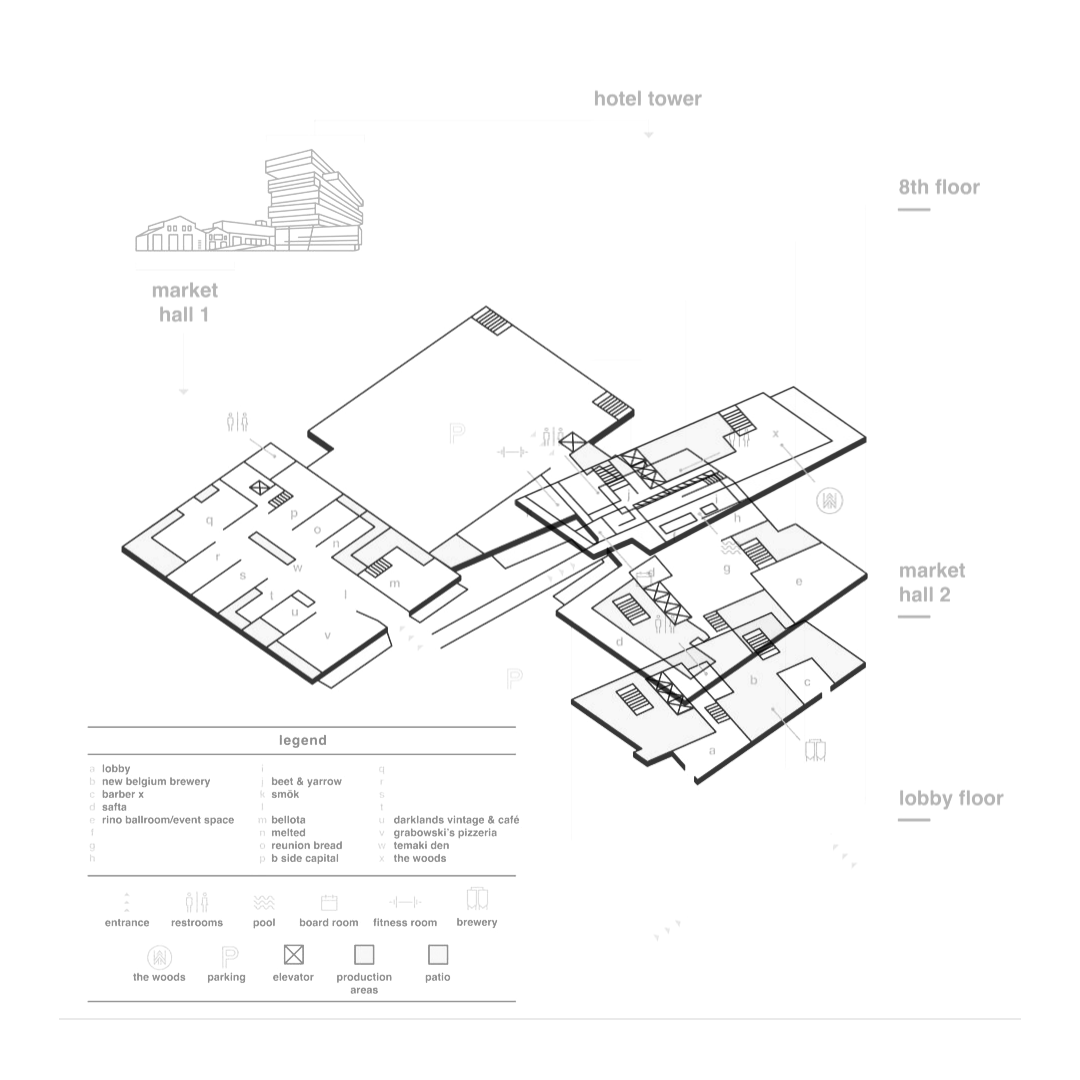 hotel tower
8th floor
market
hall 1
P
x
q
p
o
n
r
s
w
m
t
l
u
v
i
j
h
g
e
d
d
market
hall 2
P
b
c
a
lobby floor
legend
a lobby
b new belgium brewery
c barber x
d safta
e rino ballroom/event space
f
g
h
i
j beet & yarrow
k smök
l
m bellota
n melted
o reunion bread
p b side capital
q
r
s
t
u darklands vintage & café
v grabowski's pizzeria
w temaki den
x the woods
entrance
restrooms
pool
board room
fitness room
brewery
the woods
P
parking
elevator
production
areas
patio